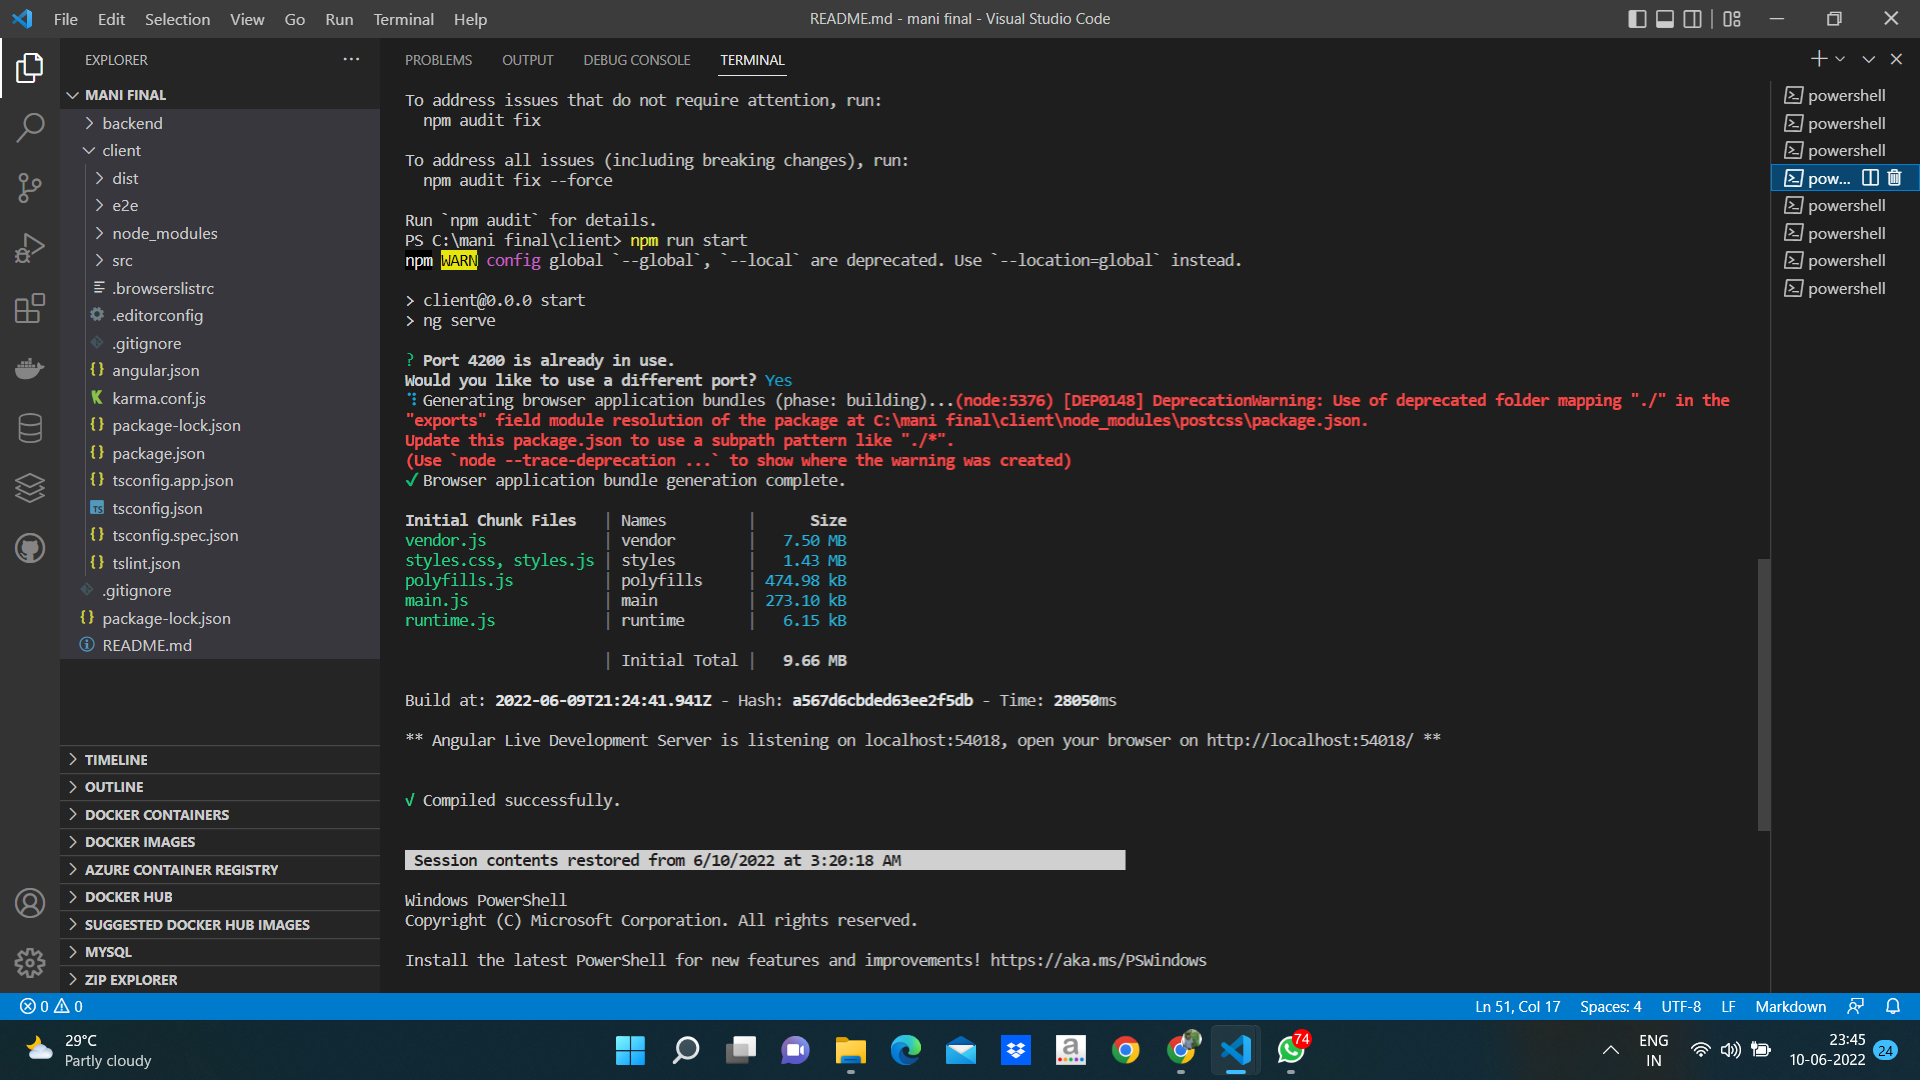 File Edit Selection View Go Run Terminal Help
README.md - mani final - Visual Studio Code
EXPLORER
MANI FINAL
backend
client
dist
e2e
node_modules
src
.browserslistrc
.editorconfig
.gitignore
angular.json
karma.conf.js
package-lock.json
package.json
tsconfig.app.json
tsconfig.json
tsconfig.spec.json
tslint.json
.gitignore
package-lock.json
README.md
TIMELINE
OUTLINE
DOCKER CONTAINERS
DOCKER IMAGES
AZURE CONTAINER REGISTRY
DOCKER HUB
SUGGESTED DOCKER HUB IMAGES
MYSQL
ZIP EXPLORER
PROBLEMS OUTPUT DEBUG CONSOLE TERMINAL
To address issues that do not require attention, run:
npm audit fix
To address all issues (including breaking changes), run:
npm audit fix --force
Run `npm audit` for details.
PS C:\mani final\client> npm run start
npm WARN config global `--global`, `--local` are deprecated. Use `--location=global` instead.
> client@0.0.0 start
> ng serve
? Port 4200 is already in use.
Would you like to use a different port? Yes
Generating browser application bundles (phase: building)...(node:5376) [DEP0148] DeprecationWarning: Use of deprecated folder mapping "./" in the
"exports" field module resolution of the package at C:\mani final\client\node_modules\postcss\package.json.
Update this package.json to use a subpath pattern like "./*".
(Use `node --trace-deprecation ...` to show where the warning was created)
✓ Browser application bundle generation complete.
Initial Chunk Files | Names | Size
vendor.js | vendor | 7.50 MB
styles.css, styles.js | styles | 1.43 MB
polyfills.js | polyfills | 474.98 kB
main.js | main | 273.10 kB
runtime.js | runtime | 6.15 kB
| Initial Total | 9.66 MB
Build at: 2022-06-09T21:24:41.941Z - Hash: a567d6cbded63ee2f5db - Time: 28050ms
** Angular Live Development Server is listening on localhost:54018, open your browser on http://localhost:54018/ **
√ Compiled successfully.
Session contents restored from 6/10/2022 at 3:20:18 AM
Windows PowerShell
Copyright (C) Microsoft Corporation. All rights reserved.
Install the latest PowerShell for new features and improvements! https://aka.ms/PSWindows
powershell
powershell
powershell
pow...
powershell
powershell
powershell
powershell
0 0
Ln 51, Col 17 Spaces: 4 UTF-8 LF Markdown
29°C
Partly cloudy
74
ENG
IN
23:45
10-06-2022
24